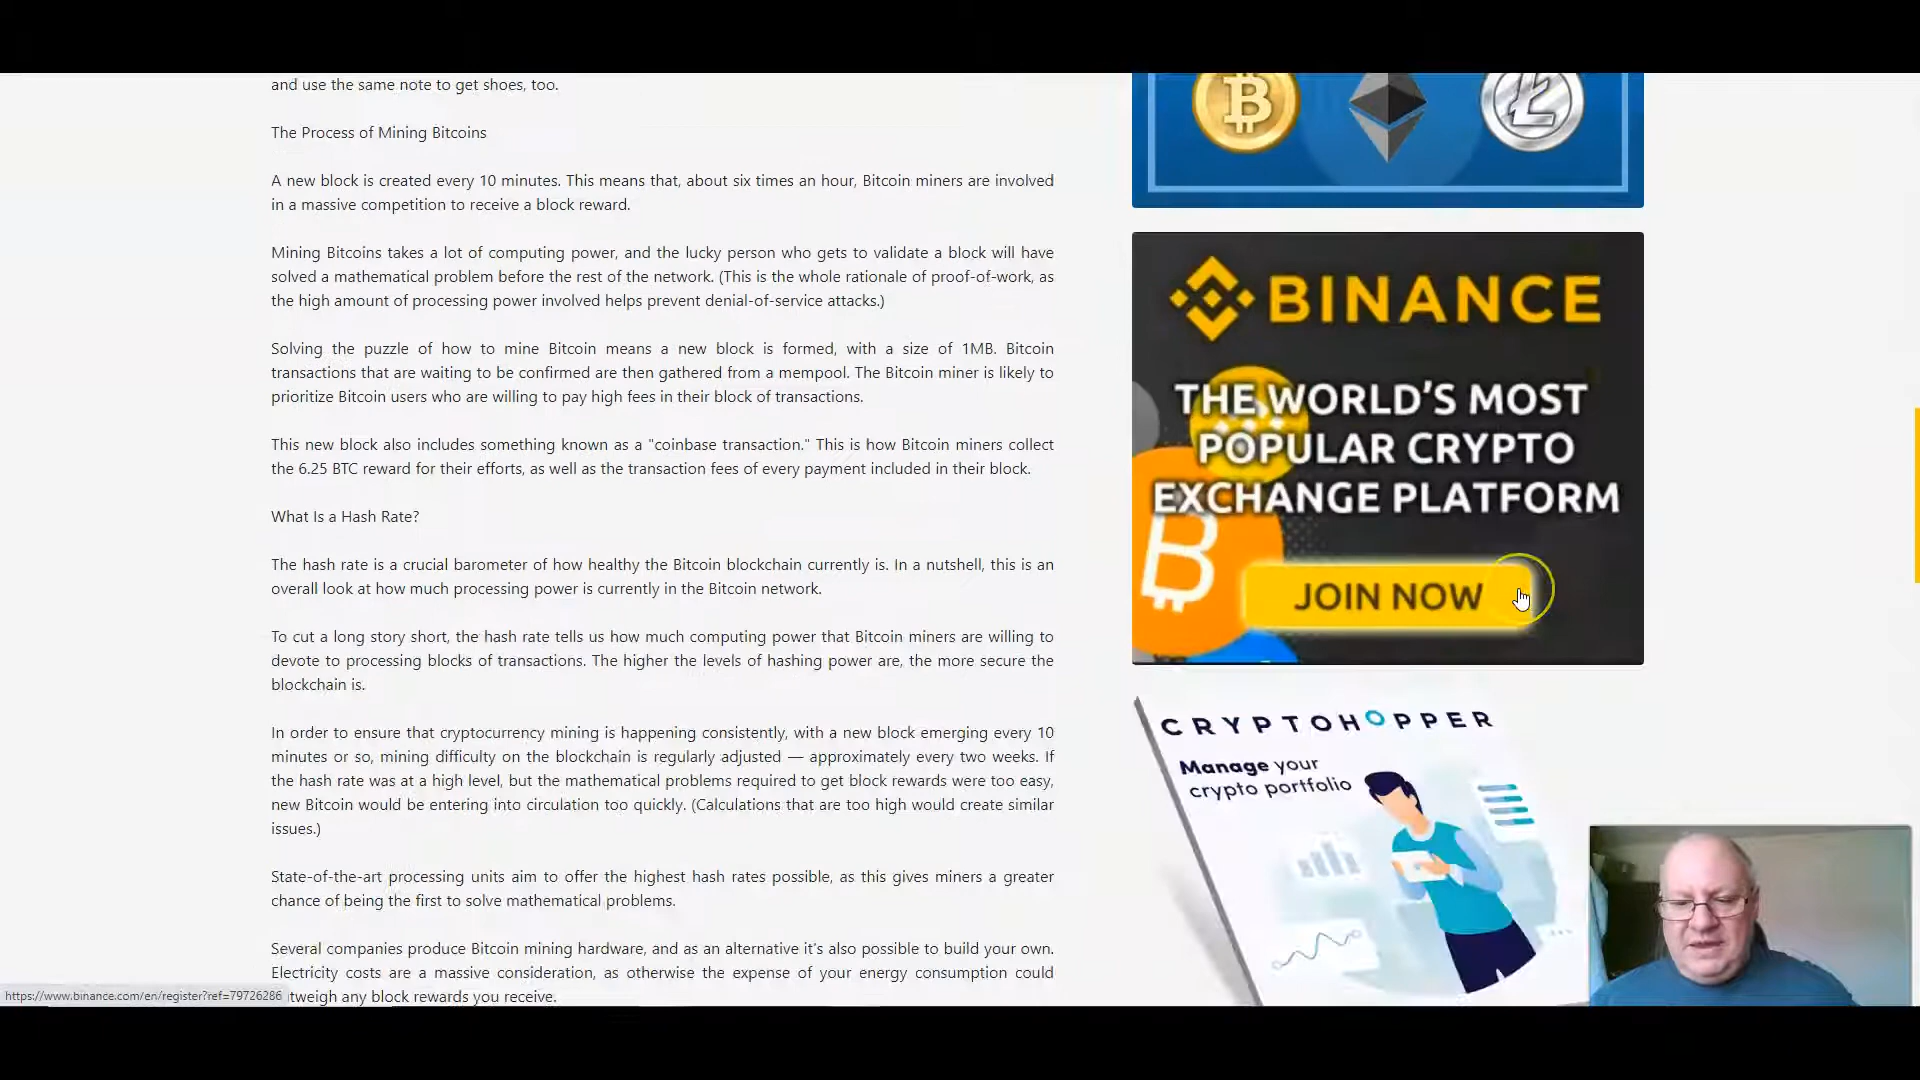 and use the same note to get shoes, too.
The Process of Mining Bitcoins
A new block is created every 10 minutes. This means that, about six times an hour, Bitcoin miners are involved
in a massive competition to receive a block reward.
Mining Bitcoins takes a lot of computing power, and the lucky person who gets to validate a block will have
solved a mathematical problem before the rest of the network. (This is the whole rationale of proof-of-work, as
the high amount of processing power involved helps prevent denial-of-service attacks.)
Solving the puzzle of how to mine Bitcoin means a new block is formed, with a size of 1MB. Bitcoin
transactions that are waiting to be confirmed are then gathered from a mempool. The Bitcoin miner is likely to
prioritize Bitcoin users who are willing to pay high fees in their block of transactions.
This new block also includes something known as a "coinbase transaction." This is how Bitcoin miners collect
the 6.25 BTC reward for their efforts, as well as the transaction fees of every payment included in their block.
What Is a Hash Rate?
The hash rate is a crucial barometer of how healthy the Bitcoin blockchain currently is. In a nutshell, this is an
overall look at how much processing power is currently in the Bitcoin network.
To cut a long story short, the hash rate tells us how much computing power that Bitcoin miners are willing to
devote to processing blocks of transactions. The higher the levels of hashing power are, the more secure the
blockchain is.
In order to ensure that cryptocurrency mining is happening consistently, with a new block emerging every 10
minutes or so, mining difficulty on the blockchain is regularly adjusted — approximately every two weeks. If
the hash rate was at a high level, but the mathematical problems required to get block rewards were too easy,
new Bitcoin would be entering into circulation too quickly. (Calculations that are too high would create similar
issues.)
State-of-the-art processing units aim to offer the highest hash rates possible, as this gives miners a greater
chance of being the first to solve mathematical problems.
Several companies produce Bitcoin mining hardware, and as an alternative it's also possible to build your own.
Electricity costs are a massive consideration, as otherwise the expense of your energy consumption could
tweigh any block rewards you receive.
https://www.binance.com/en/register?ref=79726286
BINANCE
THE WORLD'S MOST
POPULAR CRYPTO
EXCHANGE PLATFORM
JOIN NOW
CRYPTOHOPPER
Manage your
crypto portfolio